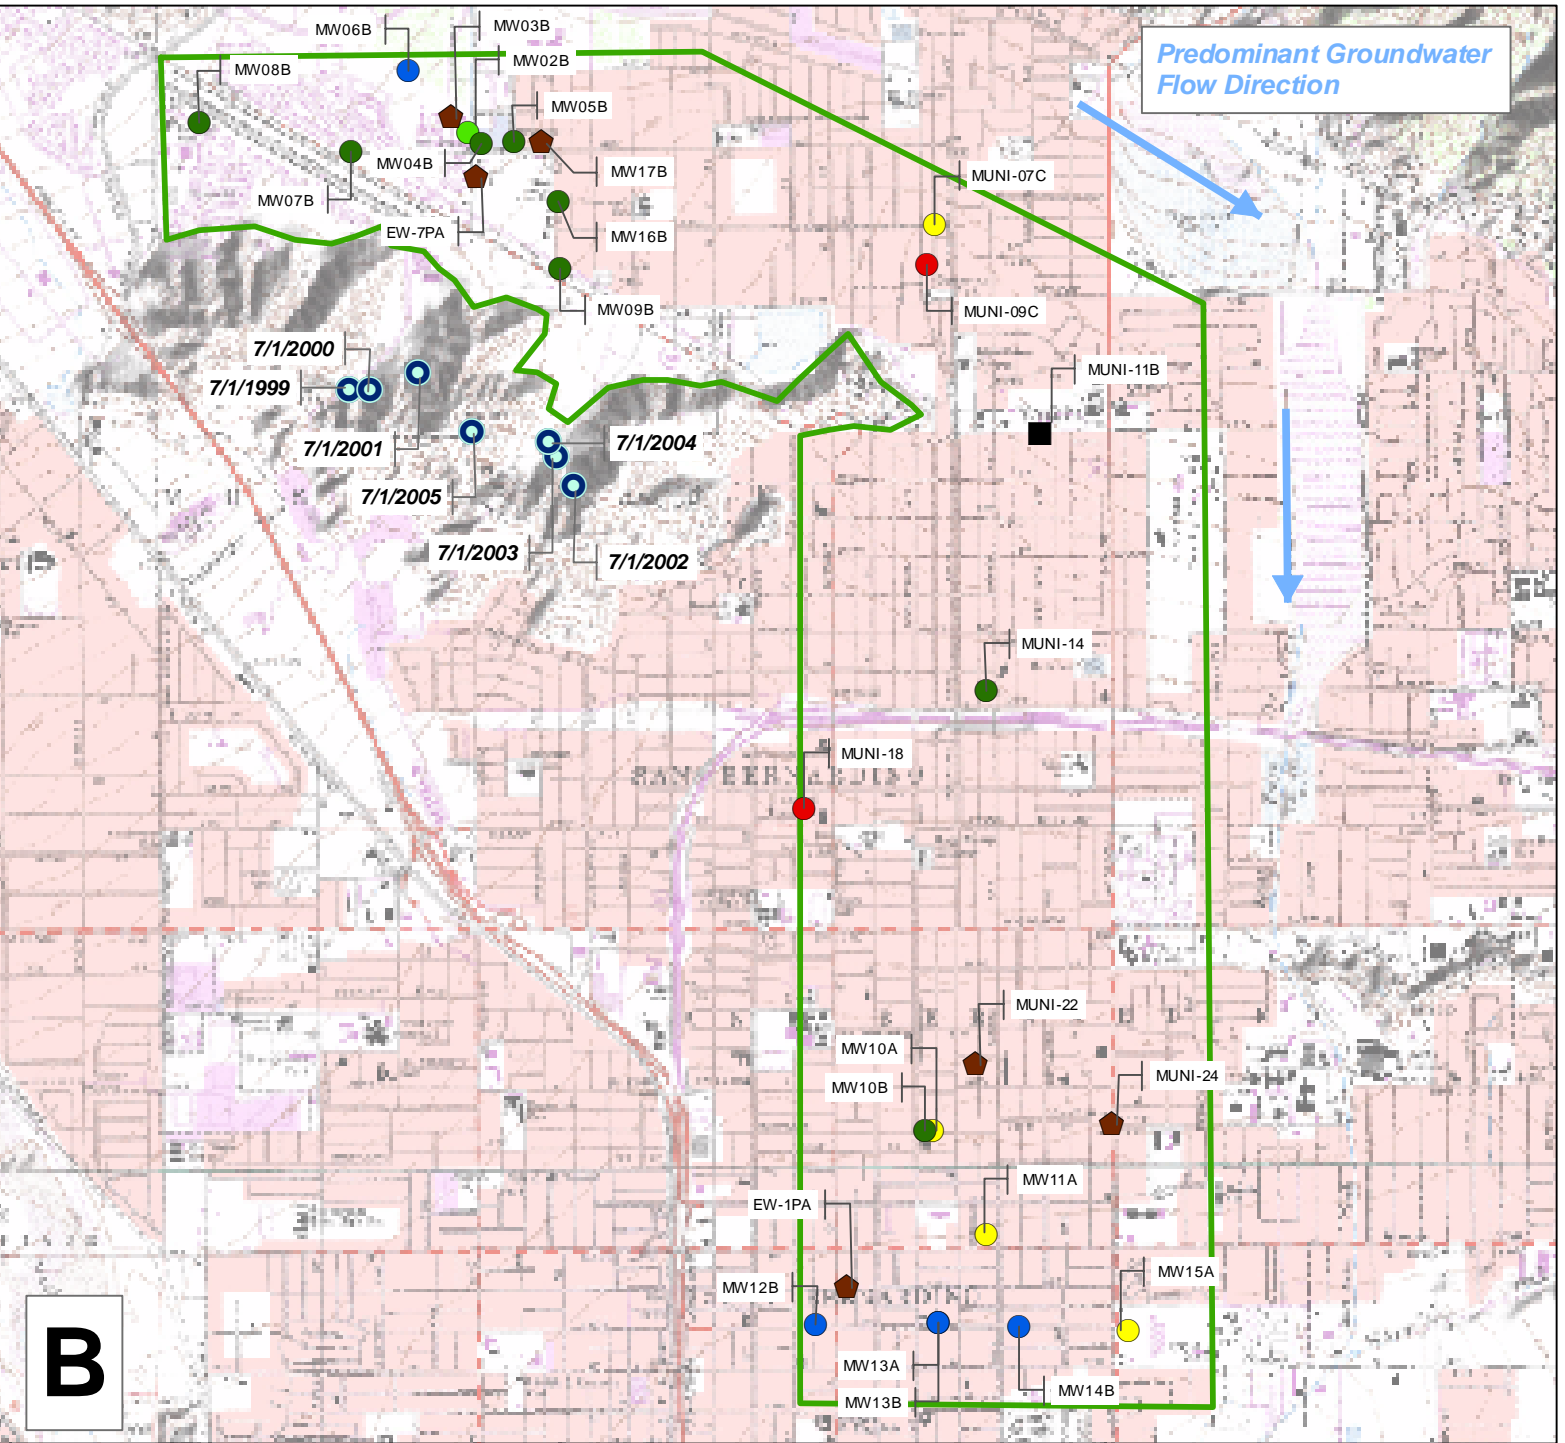 MW06B
MW03B
MW02B
MW08B
MW05B
MW04B
MW17B
MW07B
EW-7PA
MW16B
MW09B
Predominant Groundwater
Flow Direction
MUNI-07C
MUNI-09C
MUNI-11B
7/1/2000
7/1/1999
7/1/2001
7/1/2004
7/1/2005
7/1/2003
7/1/2002
MUNI-14
MUNI-18
SAN BERNARDINO
MUNI-22
MW10A
MW10B
MUNI-24
MW11A
EW-1PA
MW15A
MW12B
MW13A
MW14B
MW13B
B